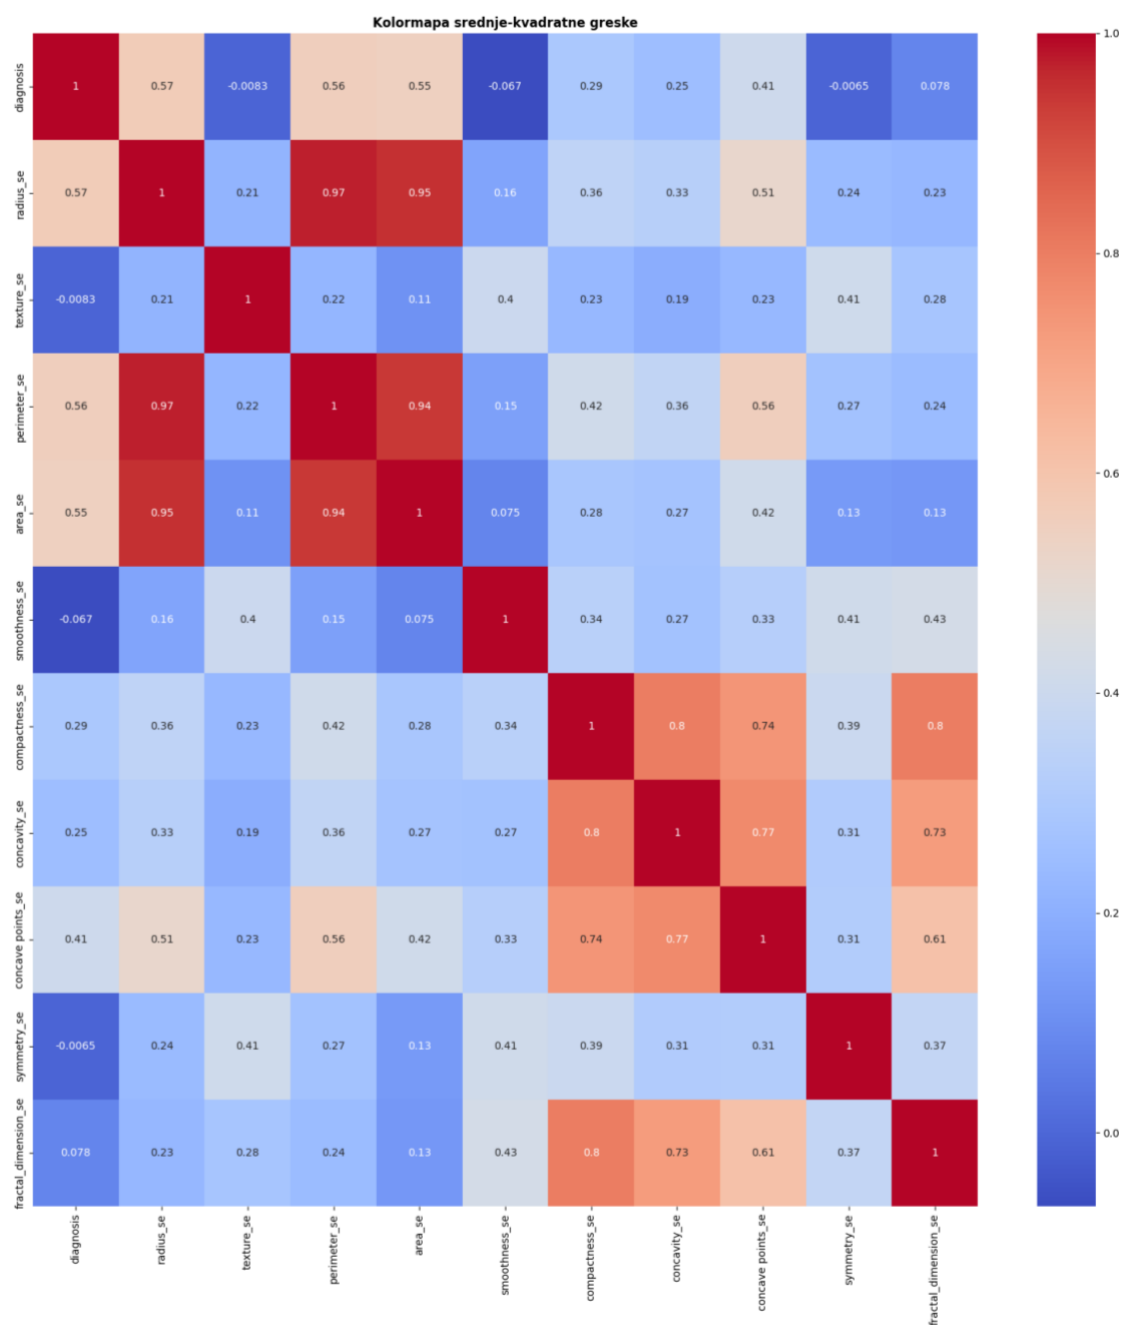 Kolormapa srednje-kvadratne greske
diagnosis 1 0.57 -0.0083 0.56 0.55 -0.067 0.29 0.25 0.41 -0.0065 0.078
radius_se 0.57 1 0.21 0.97 0.95 0.16 0.36 0.33 0.51 0.24 0.23
texture_se -0.0083 0.21 1 0.22 0.11 0.4 0.23 0.19 0.23 0.41 0.28
perimeter_se 0.56 0.97 0.22 1 0.94 0.15 0.42 0.36 0.56 0.27 0.24
area_se 0.55 0.95 0.11 0.94 1 0.075 0.28 0.27 0.42 0.13 0.13
smoothness_se -0.067 0.16 0.4 0.15 0.075 1 0.34 0.27 0.33 0.41 0.43
compactness_se 0.29 0.36 0.23 0.42 0.28 0.34 1 0.8 0.74 0.39 0.8
concavity_se 0.25 0.33 0.19 0.36 0.27 0.27 0.8 1 0.77 0.31 0.73
concave points_se 0.41 0.51 0.23 0.56 0.42 0.33 0.74 0.77 1 0.31 0.61
symmetry_se -0.0065 0.24 0.41 0.27 0.13 0.41 0.39 0.31 0.31 1 0.37
fractal_dimension_se 0.078 0.23 0.28 0.24 0.13 0.43 0.8 0.73 0.61 0.37 1
diagnosis radius_se texture_se perimeter_se area_se smoothness_se compactness_se concavity_se concave points_se symmetry_se fractal_dimension_se
1.0
0.8
0.6
0.4
0.2
0.0